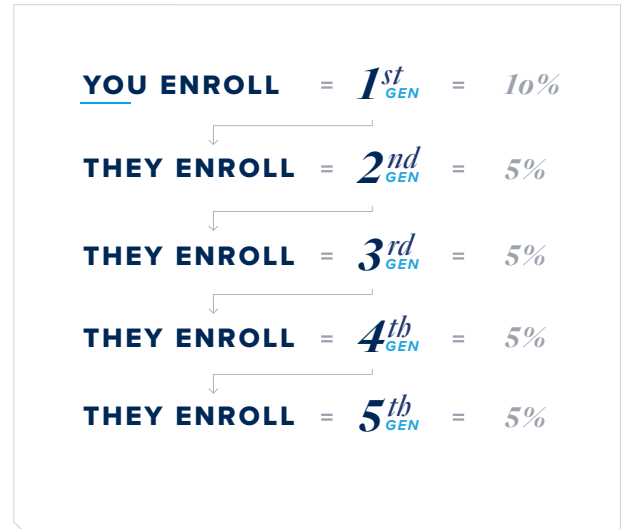 YOU ENROLL = 1st GEN = 10%
THEY ENROLL = 2nd GEN = 5%
THEY ENROLL = 3rd GEN = 5%
THEY ENROLL = 4th GEN = 5%
THEY ENROLL = 5th GEN = 5%